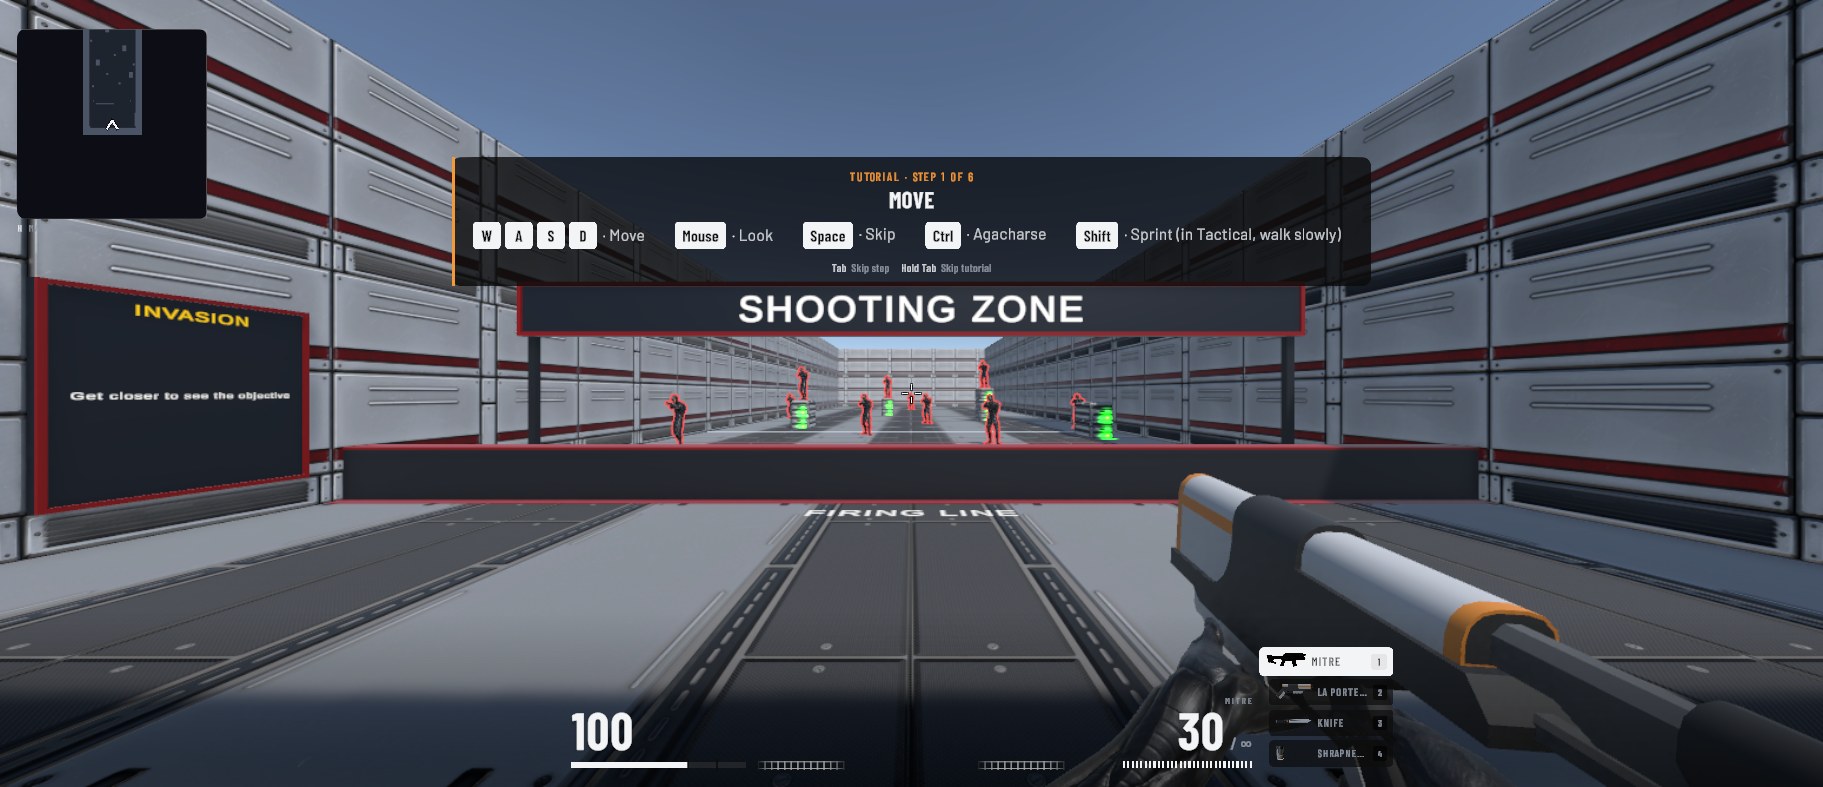 TUTORIAL · STEP 1 OF 6
MOVE
W A S D · Move Mouse · Look Space · Skip Ctrl · Agacharse Shift · Sprint (in Tactical, walk slowly)
Tab Skip step Hold Tab Skip tutorial
SHOOTING ZONE
INVASION
Get closer to see the objective
FIRING LINE
MITRE 1
LA PORTE... 2
KNIFE 3
SHRAPNE... 4
MITRE
100
30 / ∞